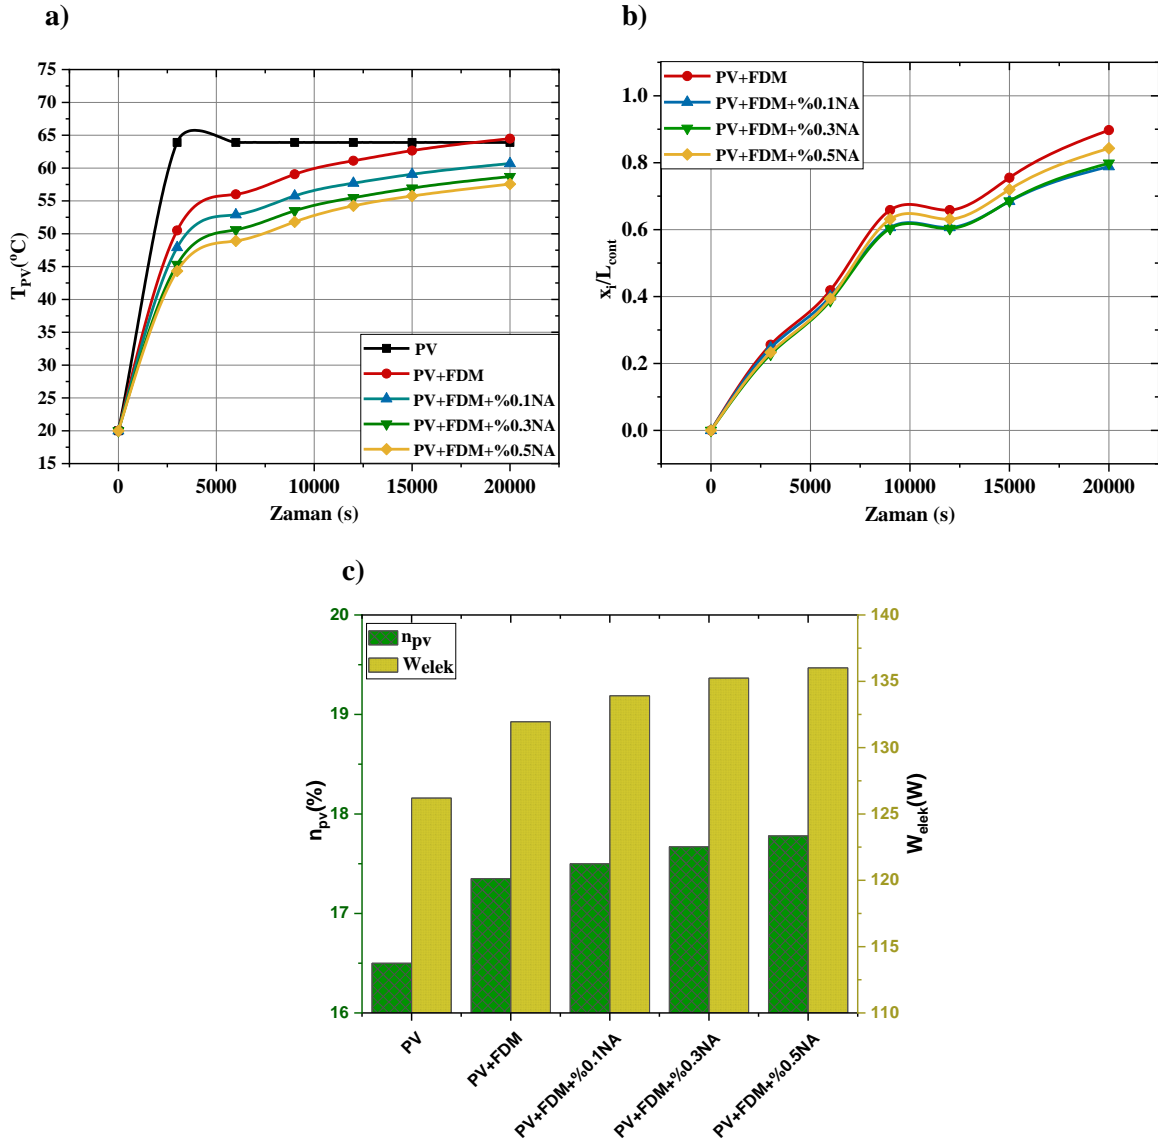 a)
75
70
65
60
55
50
45
40
35
30
25
20
15
T_PV(°C)
0
5000
10000
15000
20000
Zaman (s)
PV
PV+FDM
PV+FDM+%0.1NA
PV+FDM+%0.3NA
PV+FDM+%0.5NA
b)
1.0
0.8
0.6
0.4
0.2
0.0
x_i/L_cont
0
5000
10000
15000
20000
Zaman (s)
PV+FDM
PV+FDM+%0.1NA
PV+FDM+%0.3NA
PV+FDM+%0.5NA
c)
20
19
18
17
16
n_pv(%)
n_pv
W_elek
140
135
130
125
120
115
110
W_elek(W)
PV
PV+FDM
PV+FDM+%0.1NA
PV+FDM+%0.3NA
PV+FDM+%0.5NA